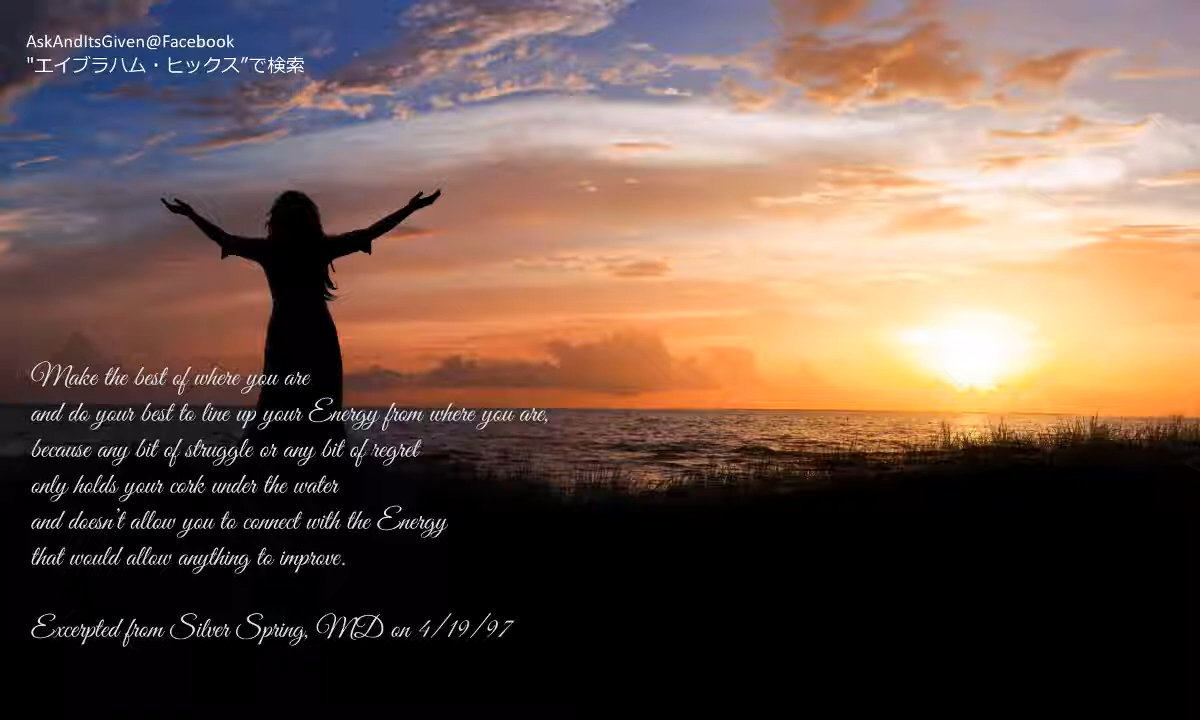 AskAndItsGiven@Facebook
"エイブラハム・ヒックス”で検索
Make the best of where you are
and do your best to line up your Energy from where you are,
because any bit of struggle or any bit of regret
only holds your cork under the water
and doesn't allow you to connect with the Energy
that would allow anything to improve.
Excerpted from Silver Spring, MD on 4/19/97